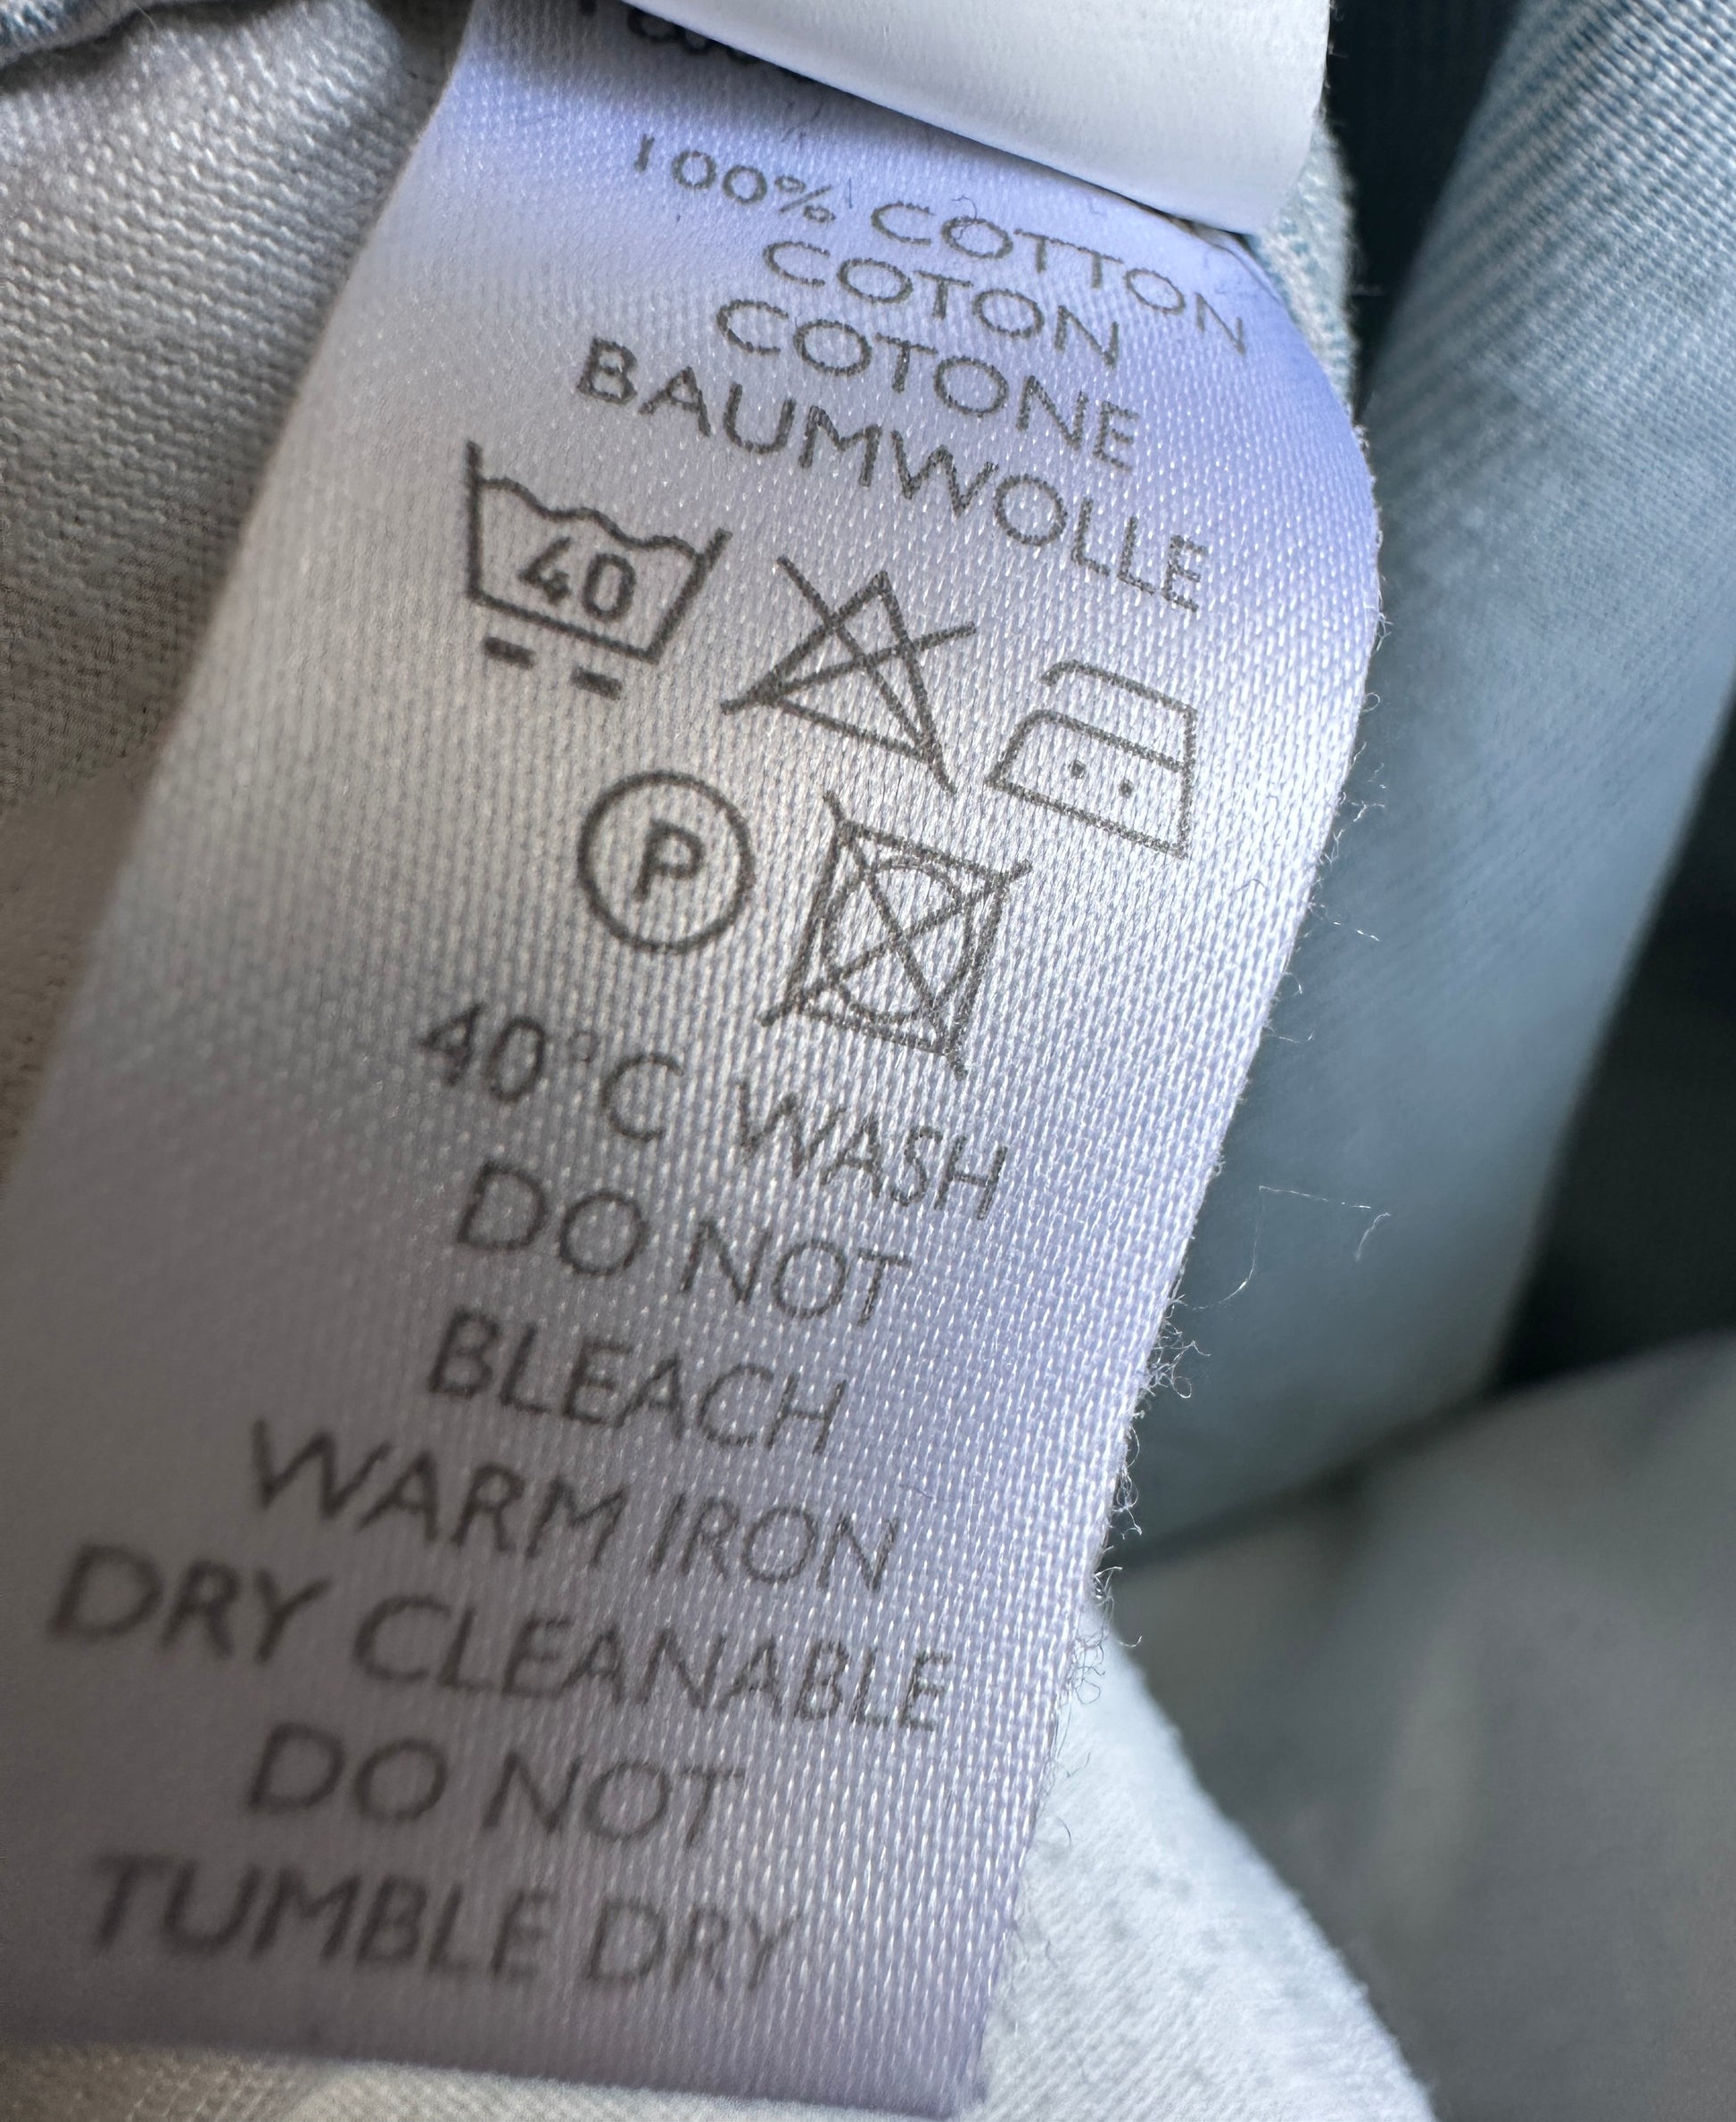 100% COTTON
COTON
COTONE
BAUMWOLLE
40
P
40°C WASH
DO NOT
BLEACH
WARM IRON
DRY CLEANABLE
DO NOT
TUMBLE DRY